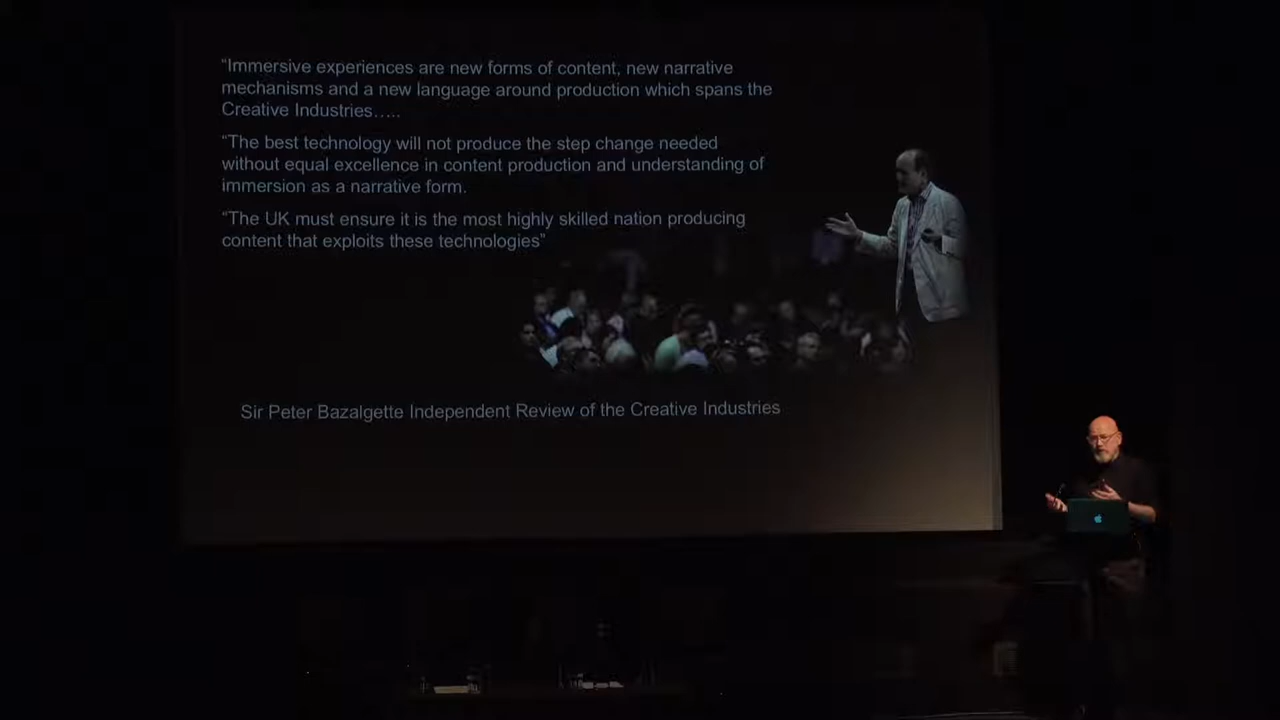 “Immersive experiences are new forms of content, new narrative
mechanisms and a new language around production which spans the
Creative Industries…..
“The best technology will not produce the step change needed
without equal excellence in content production and understanding of
immersion as a narrative form.
“The UK must ensure it is the most highly skilled nation producing
content that exploits these technologies”
Sir Peter Bazalgette Independent Review of the Creative Industries